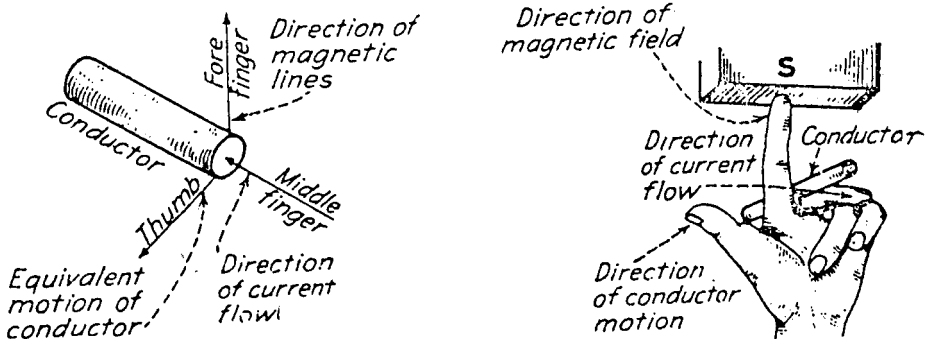 Fore
finger
Direction of
magnetic
lines
Conductor
Thumb
Middle
finger
Equivalent
motion of
conductor
Direction
of current
flow
Direction of
magnetic field
S
Direction
of current
flow
Conductor
Direction
of conductor
motion